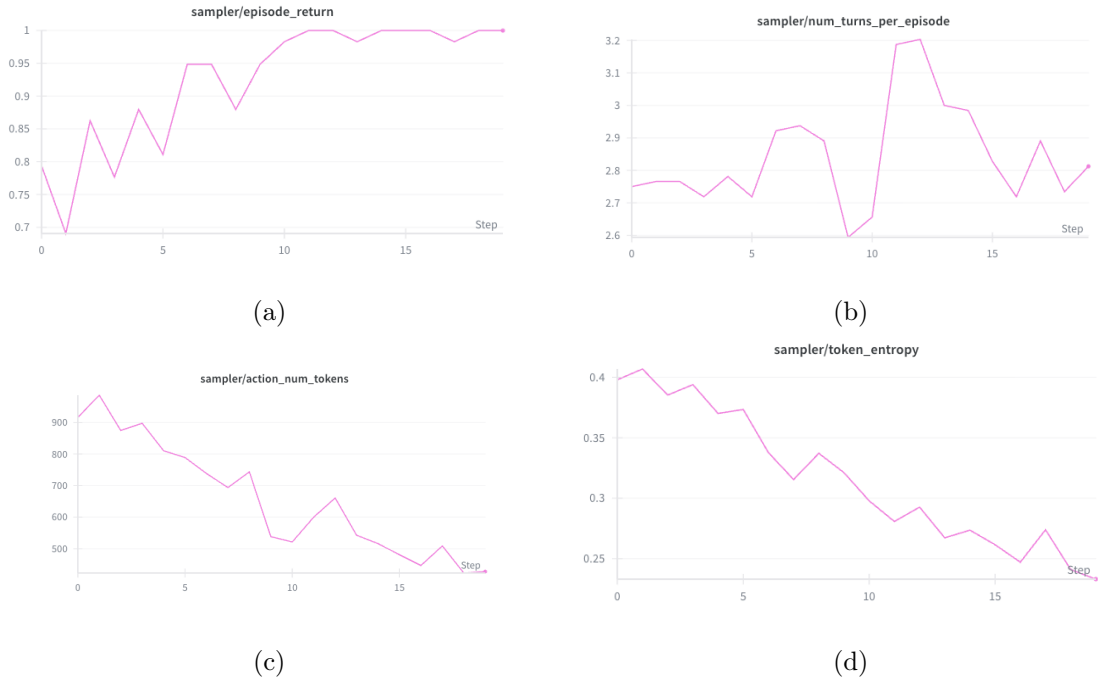 sampler/episode_return
1
0.95
0.9
0.85
0.8
0.75
0.7
Step
0 5 10 15
(a)
sampler/num_turns_per_episode
3.2
3.1
3
2.9
2.8
2.7
2.6
Step
0 5 10 15
(b)
sampler/action_num_tokens
900
800
700
600
500
Step
0 5 10 15
(c)
sampler/token_entropy
0.4
0.35
0.3
0.25
Step
0 5 10 15
(d)